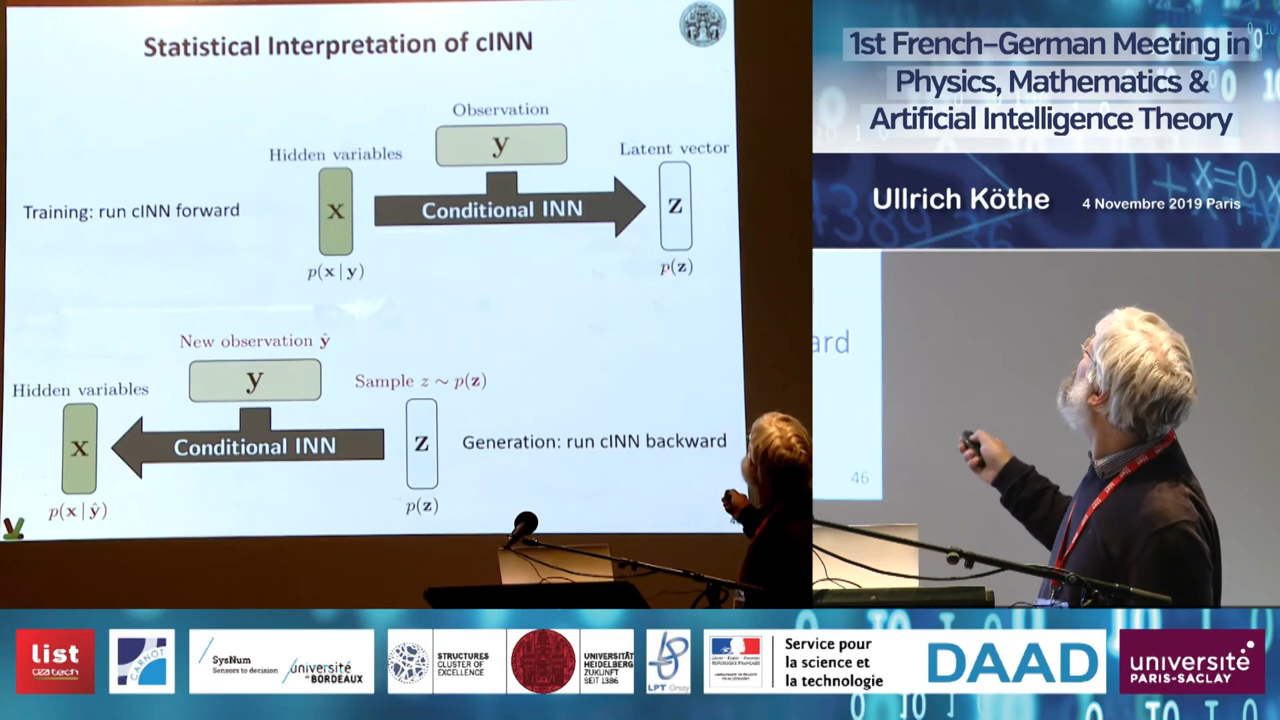 Statistical Interpretation of cINN
Observation
y
Hidden variables
Latent vector
Training: run cINN forward
x
Conditional INN
z
p(x | y)
p(z)
New observation ŷ
Hidden variables
y
Sample z ∼ p(z)
x
Conditional INN
z
Generation: run cINN backward
p(x | ŷ)
p(z)
1st French–German Meeting in
Physics, Mathematics &
Artificial Intelligence Theory
Ullrich Köthe
4 Novembre 2019 Paris
ard
46
list
ceatech
CARNOT
SysNum
Sensors to decision
université
de BORDEAUX
STRUCTURES
CLUSTER OF
EXCELLENCE
UNIVERSITÄT
HEIDELBERG
ZUKUNFT
SEIT 1386
LPT Orsay
Service pour
la science et
la technologie
DAAD
université
PARIS-SACLAY